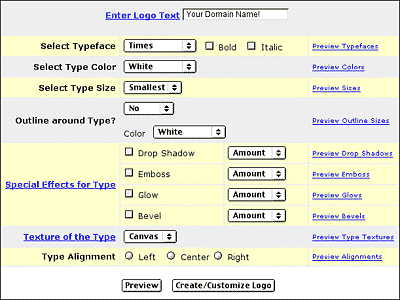 Enter Logo Text Your Domain Name!
Select Typeface Times Bold Italic Preview Typefaces
Select Type Color White Preview Colors
Select Type Size Smallest Preview Sizes
No
Outline around Type? Preview Outline Sizes
Color White
Drop Shadow Amount Preview Drop Shadows
Emboss Amount Preview Emboss
Special Effects for Type
Glow Amount Preview Glows
Bevel Amount Preview Bevels
Texture of the Type Canvas Preview Type Textures
Type Alignment Left Center Right Preview Alignments
Preview Create/Customize Logo